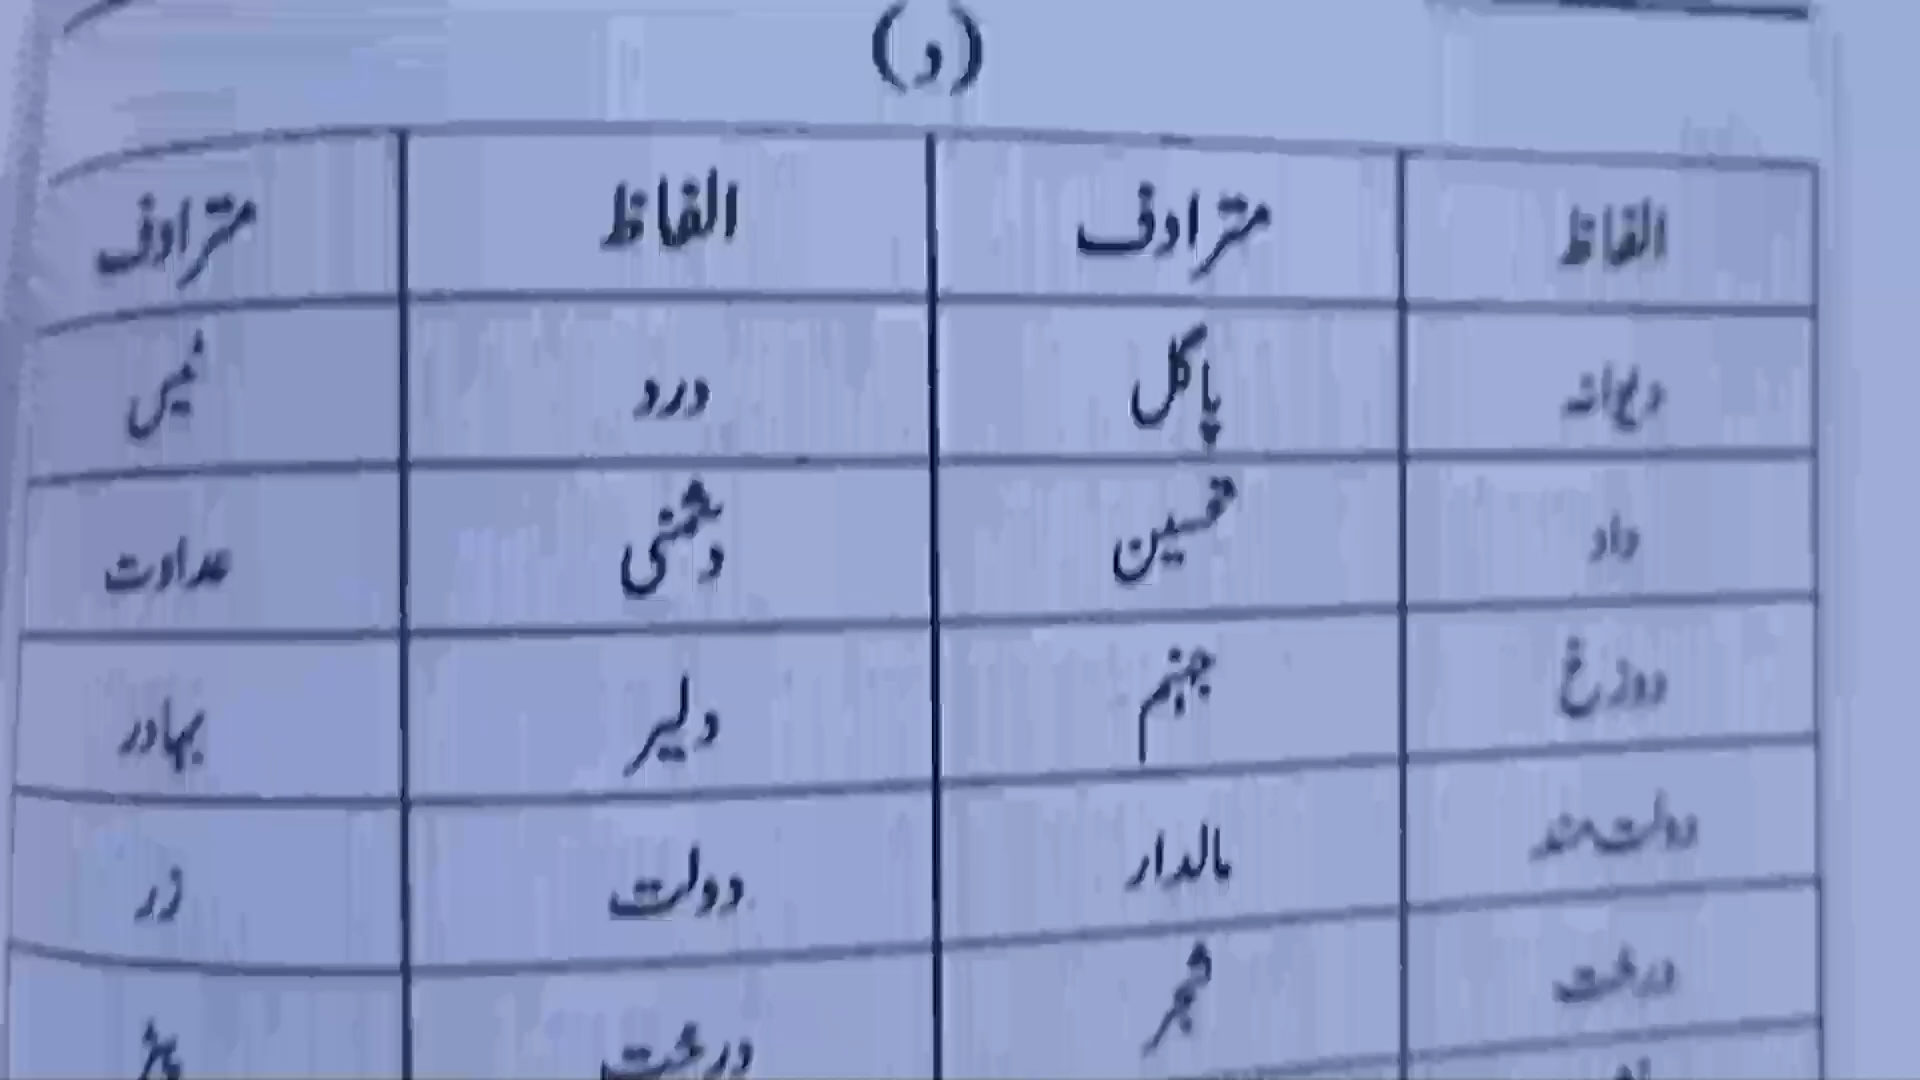 (د)
الفاظ مترادف الفاظ مترادف
دیوانہ پاگل درد ٹیس
داد تحسین دشمنی عداوت
دوزخ جہنم دلیر بہادر
دولت مند مالدار دولت زر
درخت شجر درخت پیڑ